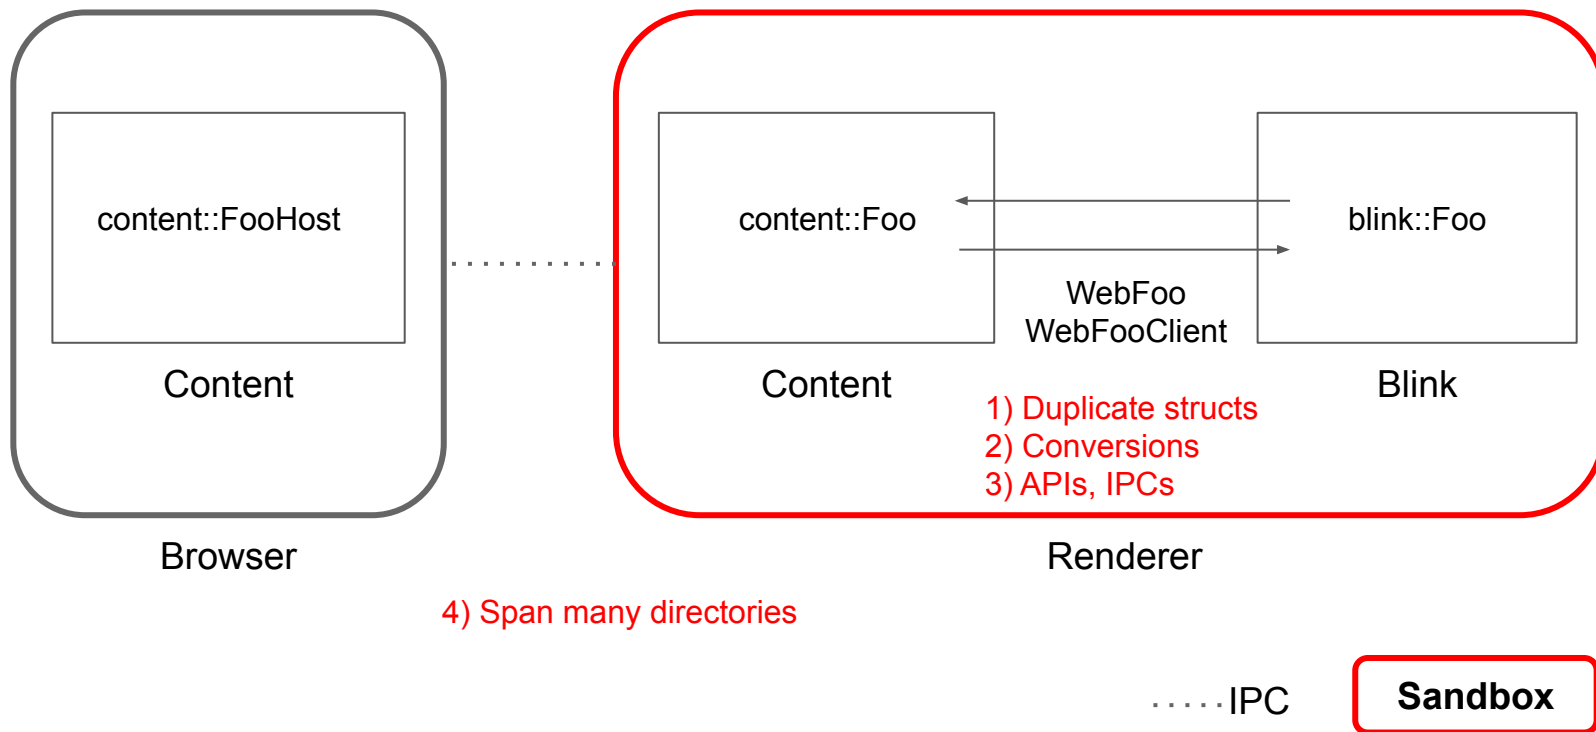 content::FooHost
content::Foo
blink::Foo
WebFoo
WebFooClient
Content
Content
Blink
1) Duplicate structs
2) Conversions
3) APIs, IPCs
Browser
Renderer
4) Span many directories
IPC
Sandbox